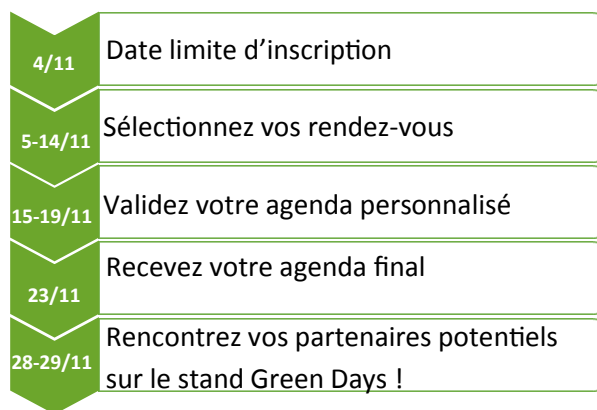 4/11 Date limite d'inscription
5-14/11 Sélectionnez vos rendez-vous
15-19/11 Validez votre agenda personnalisé
23/11 Recevez votre agenda final
28-29/11 Rencontrez vos partenaires potentiels
sur le stand Green Days !